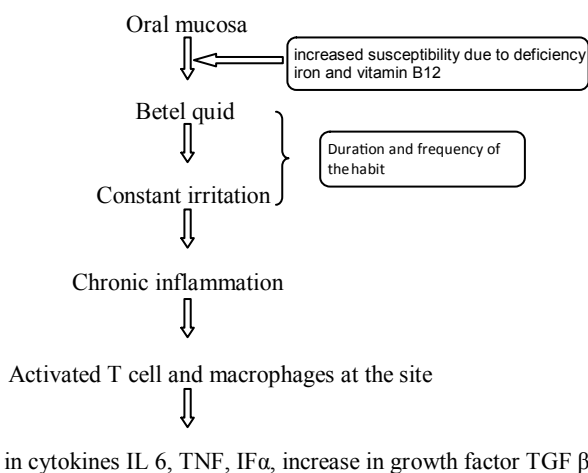 Oral mucosa
increased susceptibility due to deficiency
iron and vitamin B12
Betel quid
Duration and frequency of
the habit
Constant irritation
Chronic inflammation
Activated T cell and macrophages at the site
in cytokines IL 6, TNF, IFα, increase in growth factor TGF β